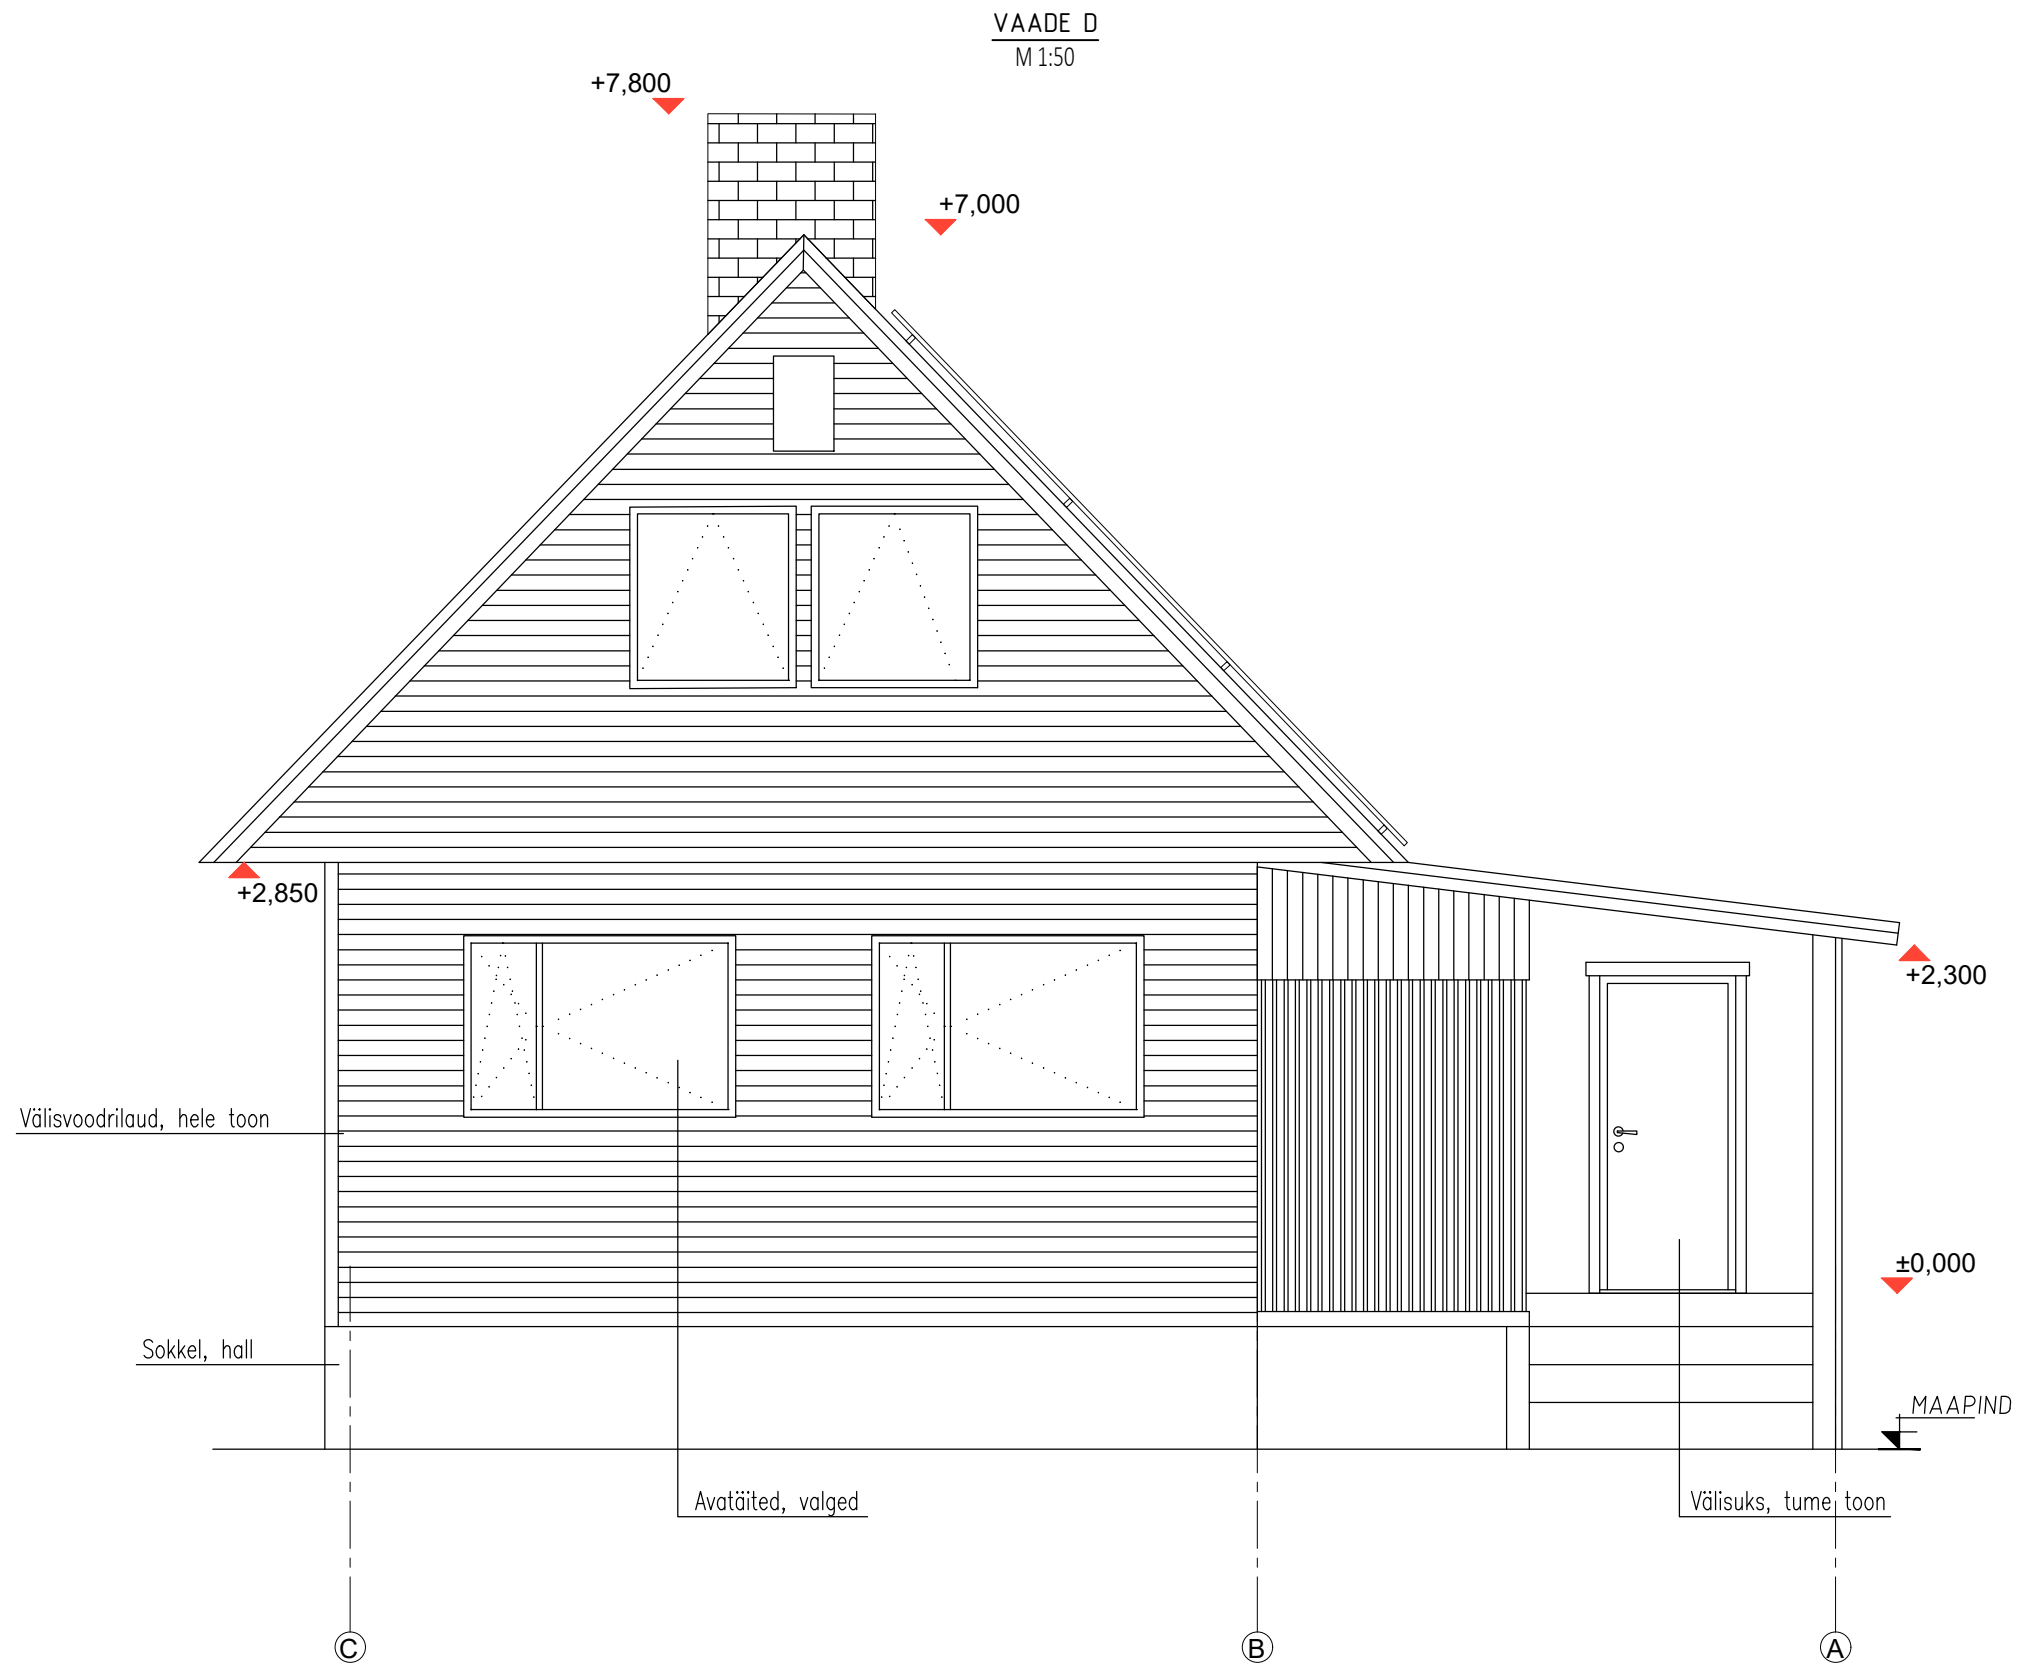 VAADE D
M 1:50
+7,800
+7,000
+2,850
+2,300
Välisvoodrilaud, hele toon
±0,000
Sokkel, hall
MAAPIND
Avatäited, valged
Välisuks, tume toon
C
B
A